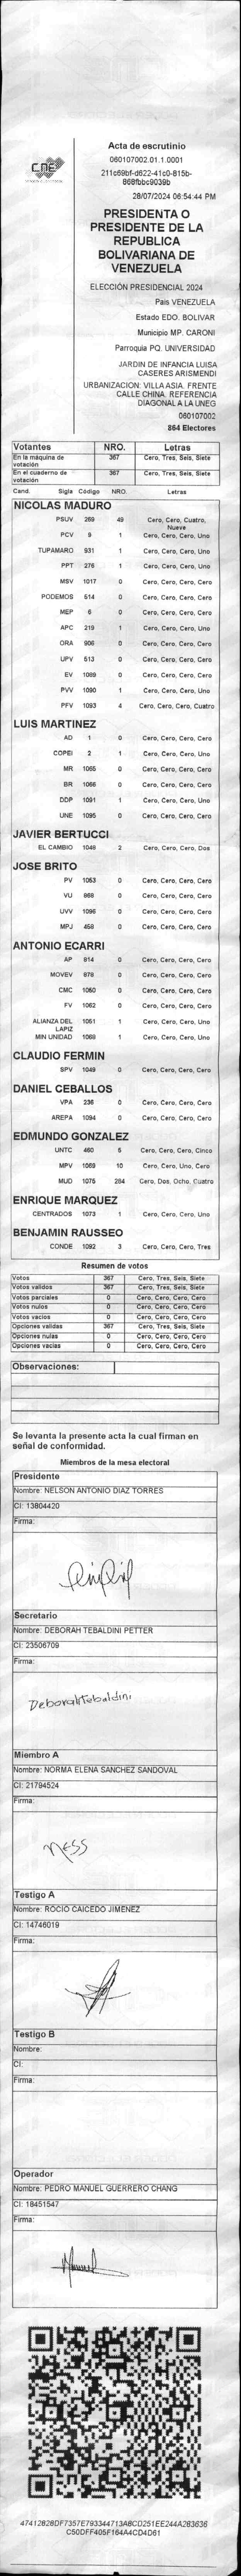 CNE
Acta de escrutinio
060107002.01.1.0001
211c69bf-d622-41c0-815b-
868fbbc9039b
28/07/2024 06:54:44 PM
PRESIDENTA O
PRESIDENTE DE LA
REPUBLICA
BOLIVARIANA DE
VENEZUELA
ELECCIÓN PRESIDENCIAL 2024
Pais VENEZUELA
Estado EDO. BOLIVAR
Municipio MP. CARONI
Parroquia PQ. UNIVERSIDAD
JARDIN DE INFANCIA LUISA
CASERES ARISMENDI
URBANIZACION: VILLA ASIA. FRENTE
CALLE CHINA. REFERENCIA
DIAGONAL A LA UNEG
060107002
864 Electores
Votantes NRO. Letras
En la máquina de votación 367 Cero, Tres, Seis, Siete
En el cuaderno de votación 367 Cero, Tres, Seis, Siete
Cand. Sigla Código NRO. Letras
NICOLAS MADURO
PSUV 269 49 Cero, Cero, Cuatro, Nueve
PCV 9 1 Cero, Cero, Cero, Uno
TUPAMARO 931 1 Cero, Cero, Cero, Uno
PPT 276 1 Cero, Cero, Cero, Uno
MSV 1017 0 Cero, Cero, Cero, Cero
PODEMOS 514 0 Cero, Cero, Cero, Cero
MEP 6 0 Cero, Cero, Cero, Cero
APC 219 1 Cero, Cero, Cero, Uno
ORA 906 0 Cero, Cero, Cero, Cero
UPV 513 0 Cero, Cero, Cero, Cero
EV 1089 0 Cero, Cero, Cero, Cero
PVV 1090 1 Cero, Cero, Cero, Uno
PFV 1093 4 Cero, Cero, Cero, Cuatro
LUIS MARTINEZ
AD 1 0 Cero, Cero, Cero, Cero
COPEI 2 1 Cero, Cero, Cero, Uno
MR 1065 0 Cero, Cero, Cero, Cero
BR 1066 0 Cero, Cero, Cero, Cero
DDP 1091 1 Cero, Cero, Cero, Uno
UNE 1095 0 Cero, Cero, Cero, Cero
JAVIER BERTUCCI
EL CAMBIO 1048 2 Cero, Cero, Cero, Dos
JOSE BRITO
PV 1053 0 Cero, Cero, Cero, Cero
VU 868 0 Cero, Cero, Cero, Cero
UVV 1096 0 Cero, Cero, Cero, Cero
MPJ 458 0 Cero, Cero, Cero, Cero
ANTONIO ECARRI
AP 814 0 Cero, Cero, Cero, Cero
MOVEV 878 0 Cero, Cero, Cero, Cero
CMC 1050 0 Cero, Cero, Cero, Cero
FV 1062 0 Cero, Cero, Cero, Cero
ALIANZA DEL LAPIZ 1051 1 Cero, Cero, Cero, Uno
MIN UNIDAD 1068 1 Cero, Cero, Cero, Uno
CLAUDIO FERMIN
SPV 1049 0 Cero, Cero, Cero, Cero
DANIEL CEBALLOS
VPA 236 0 Cero, Cero, Cero, Cero
AREPA 1094 0 Cero, Cero, Cero, Cero
EDMUNDO GONZALEZ
UNTC 460 5 Cero, Cero, Cero, Cinco
MPV 1069 10 Cero, Cero, Uno, Cero
MUD 1075 284 Cero, Dos, Ocho, Cuatro
ENRIQUE MARQUEZ
CENTRADOS 1073 1 Cero, Cero, Cero, Uno
BENJAMIN RAUSSEO
CONDE 1092 3 Cero, Cero, Cero, Tres
Resumen de votos
Votos 367 Cero, Tres, Seis, Siete
Votos validos 367 Cero, Tres, Seis, Siete
Votos parciales 0 Cero, Cero, Cero, Cero
Votos nulos 0 Cero, Cero, Cero, Cero
Votos vacios 0 Cero, Cero, Cero, Cero
Opciones validas 367 Cero, Tres, Seis, Siete
Opciones nulas 0 Cero, Cero, Cero, Cero
Opciones vacias 0 Cero, Cero, Cero, Cero
Observaciones:
Se levanta la presente acta la cual firman en
señal de conformidad.
Miembros de la mesa electoral
Presidente
Nombre: NELSON ANTONIO DIAZ TORRES
CI: 13804420
Firma:
Secretario
Nombre: DEBORAH TEBALDINI PETTER
CI: 23506709
Firma:
Deborah Tebaldini
Miembro A
Nombre: NORMA ELENA SANCHEZ SANDOVAL
CI: 21794524
Firma:
NESS
Testigo A
Nombre: ROCIO CAICEDO JIMENEZ
CI: 14746019
Firma:
Testigo B
Nombre:
CI:
Firma:
Operador
Nombre: PEDRO MANUEL GUERRERO CHANG
CI: 18451547
Firma:
47412828DF7357E793344713A8CD251EE244A283636
C50DFF405F164A4CD4D61